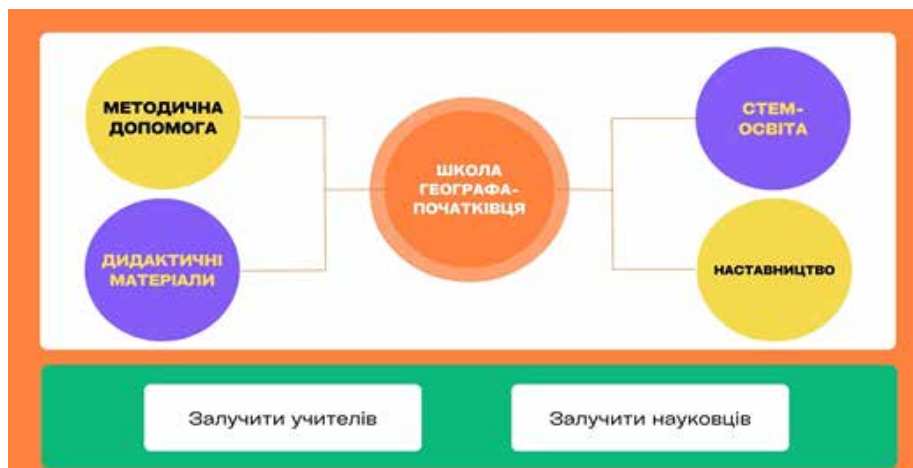 МЕТОДИЧНА
ДОПОМОГА
ДИДАКТИЧНІ
МАТЕРІАЛИ
ШКОЛА
ГЕОГРАФА-
ПОЧАТКІВЦЯ
СТЕМ-
ОСВІТА
НАСТАВНИЦТВО
Залучити учителів
Залучити науковців